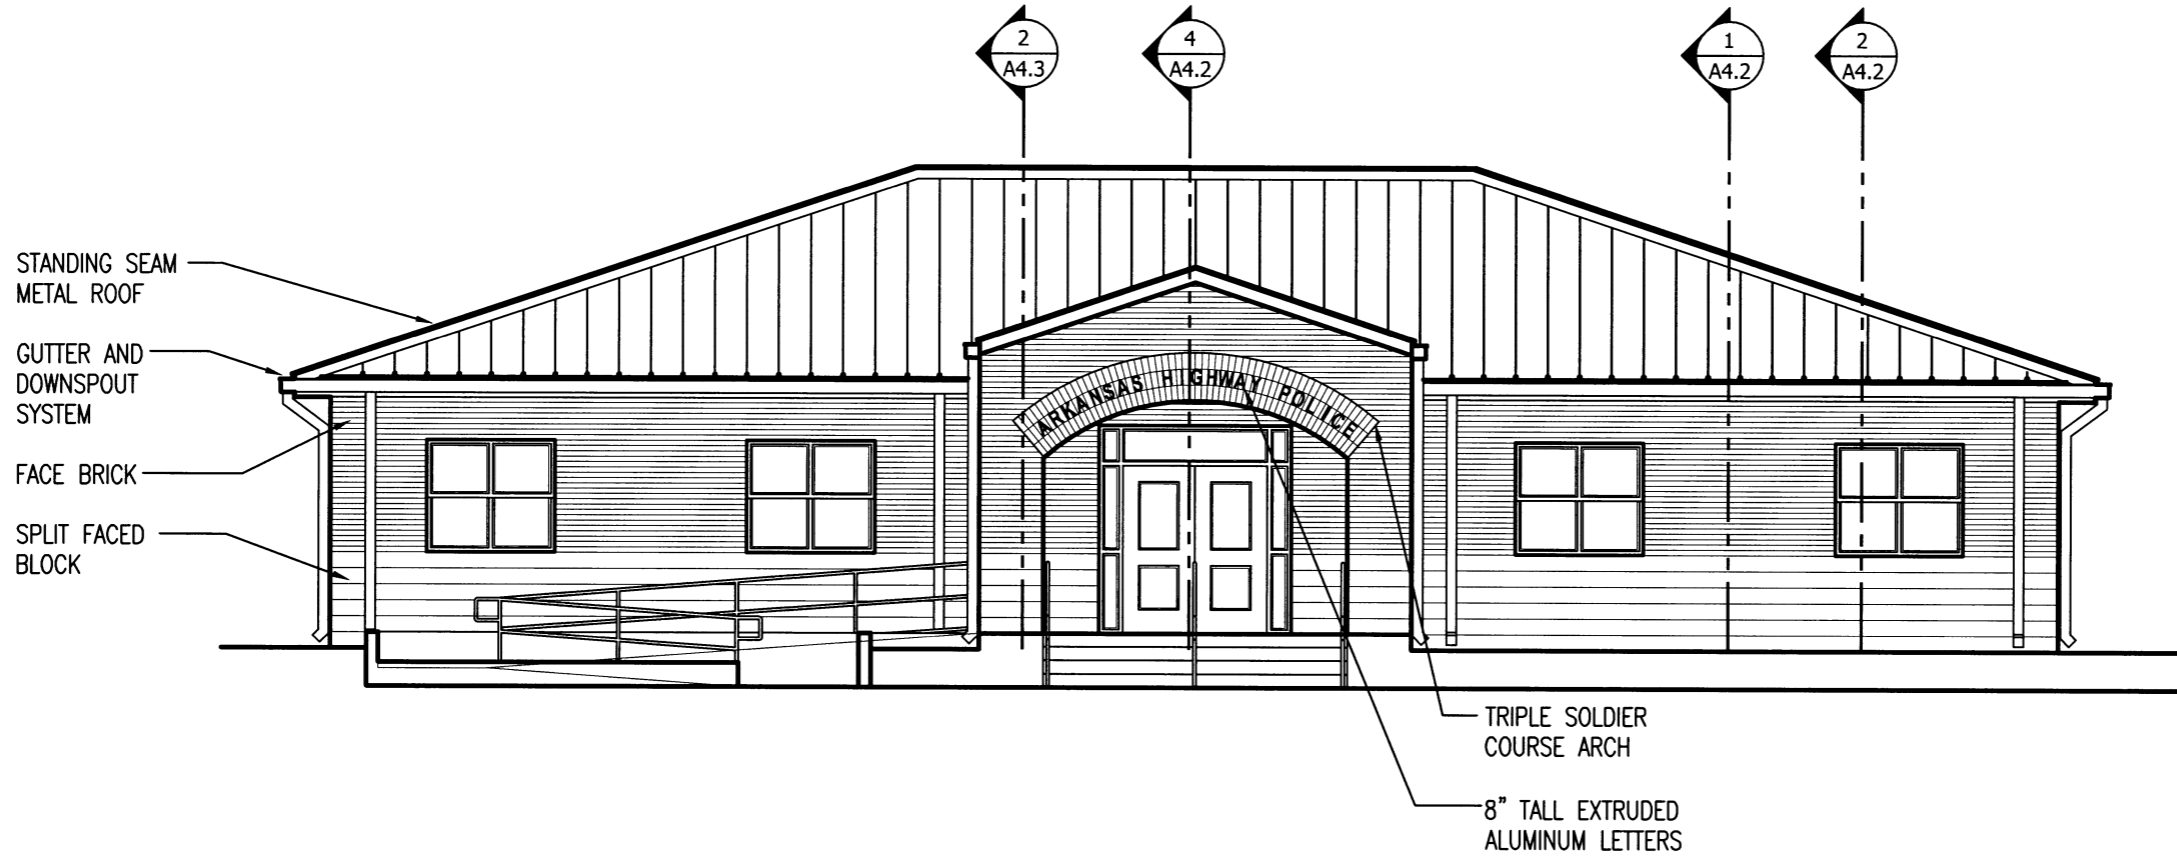 2
A4.3
4
A4.2
1
A4.2
2
A4.2
STANDING SEAM
METAL ROOF
GUTTER AND
DOWNSPOUT
SYSTEM
FACE BRICK
SPLIT FACED
BLOCK
ARKANSAS HIGHWAY POLICE
TRIPLE SOLDIER
COURSE ARCH
8" TALL EXTRUDED
ALUMINUM LETTERS